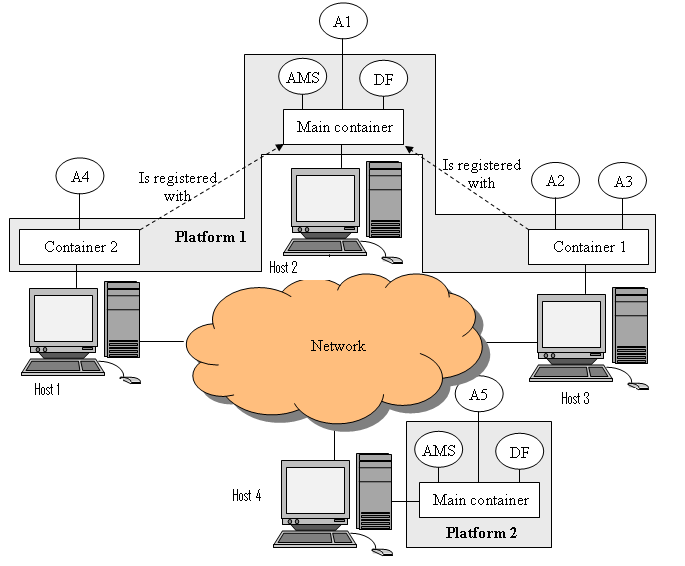 A1
AMS
DF
Main container
Is registered
with
Is registered
with
A4
A2
A3
Container 2
Platform 1
Container 1
Host 2
Network
Host 1
Host 3
A5
AMS
DF
Host 4
Main container
Platform 2